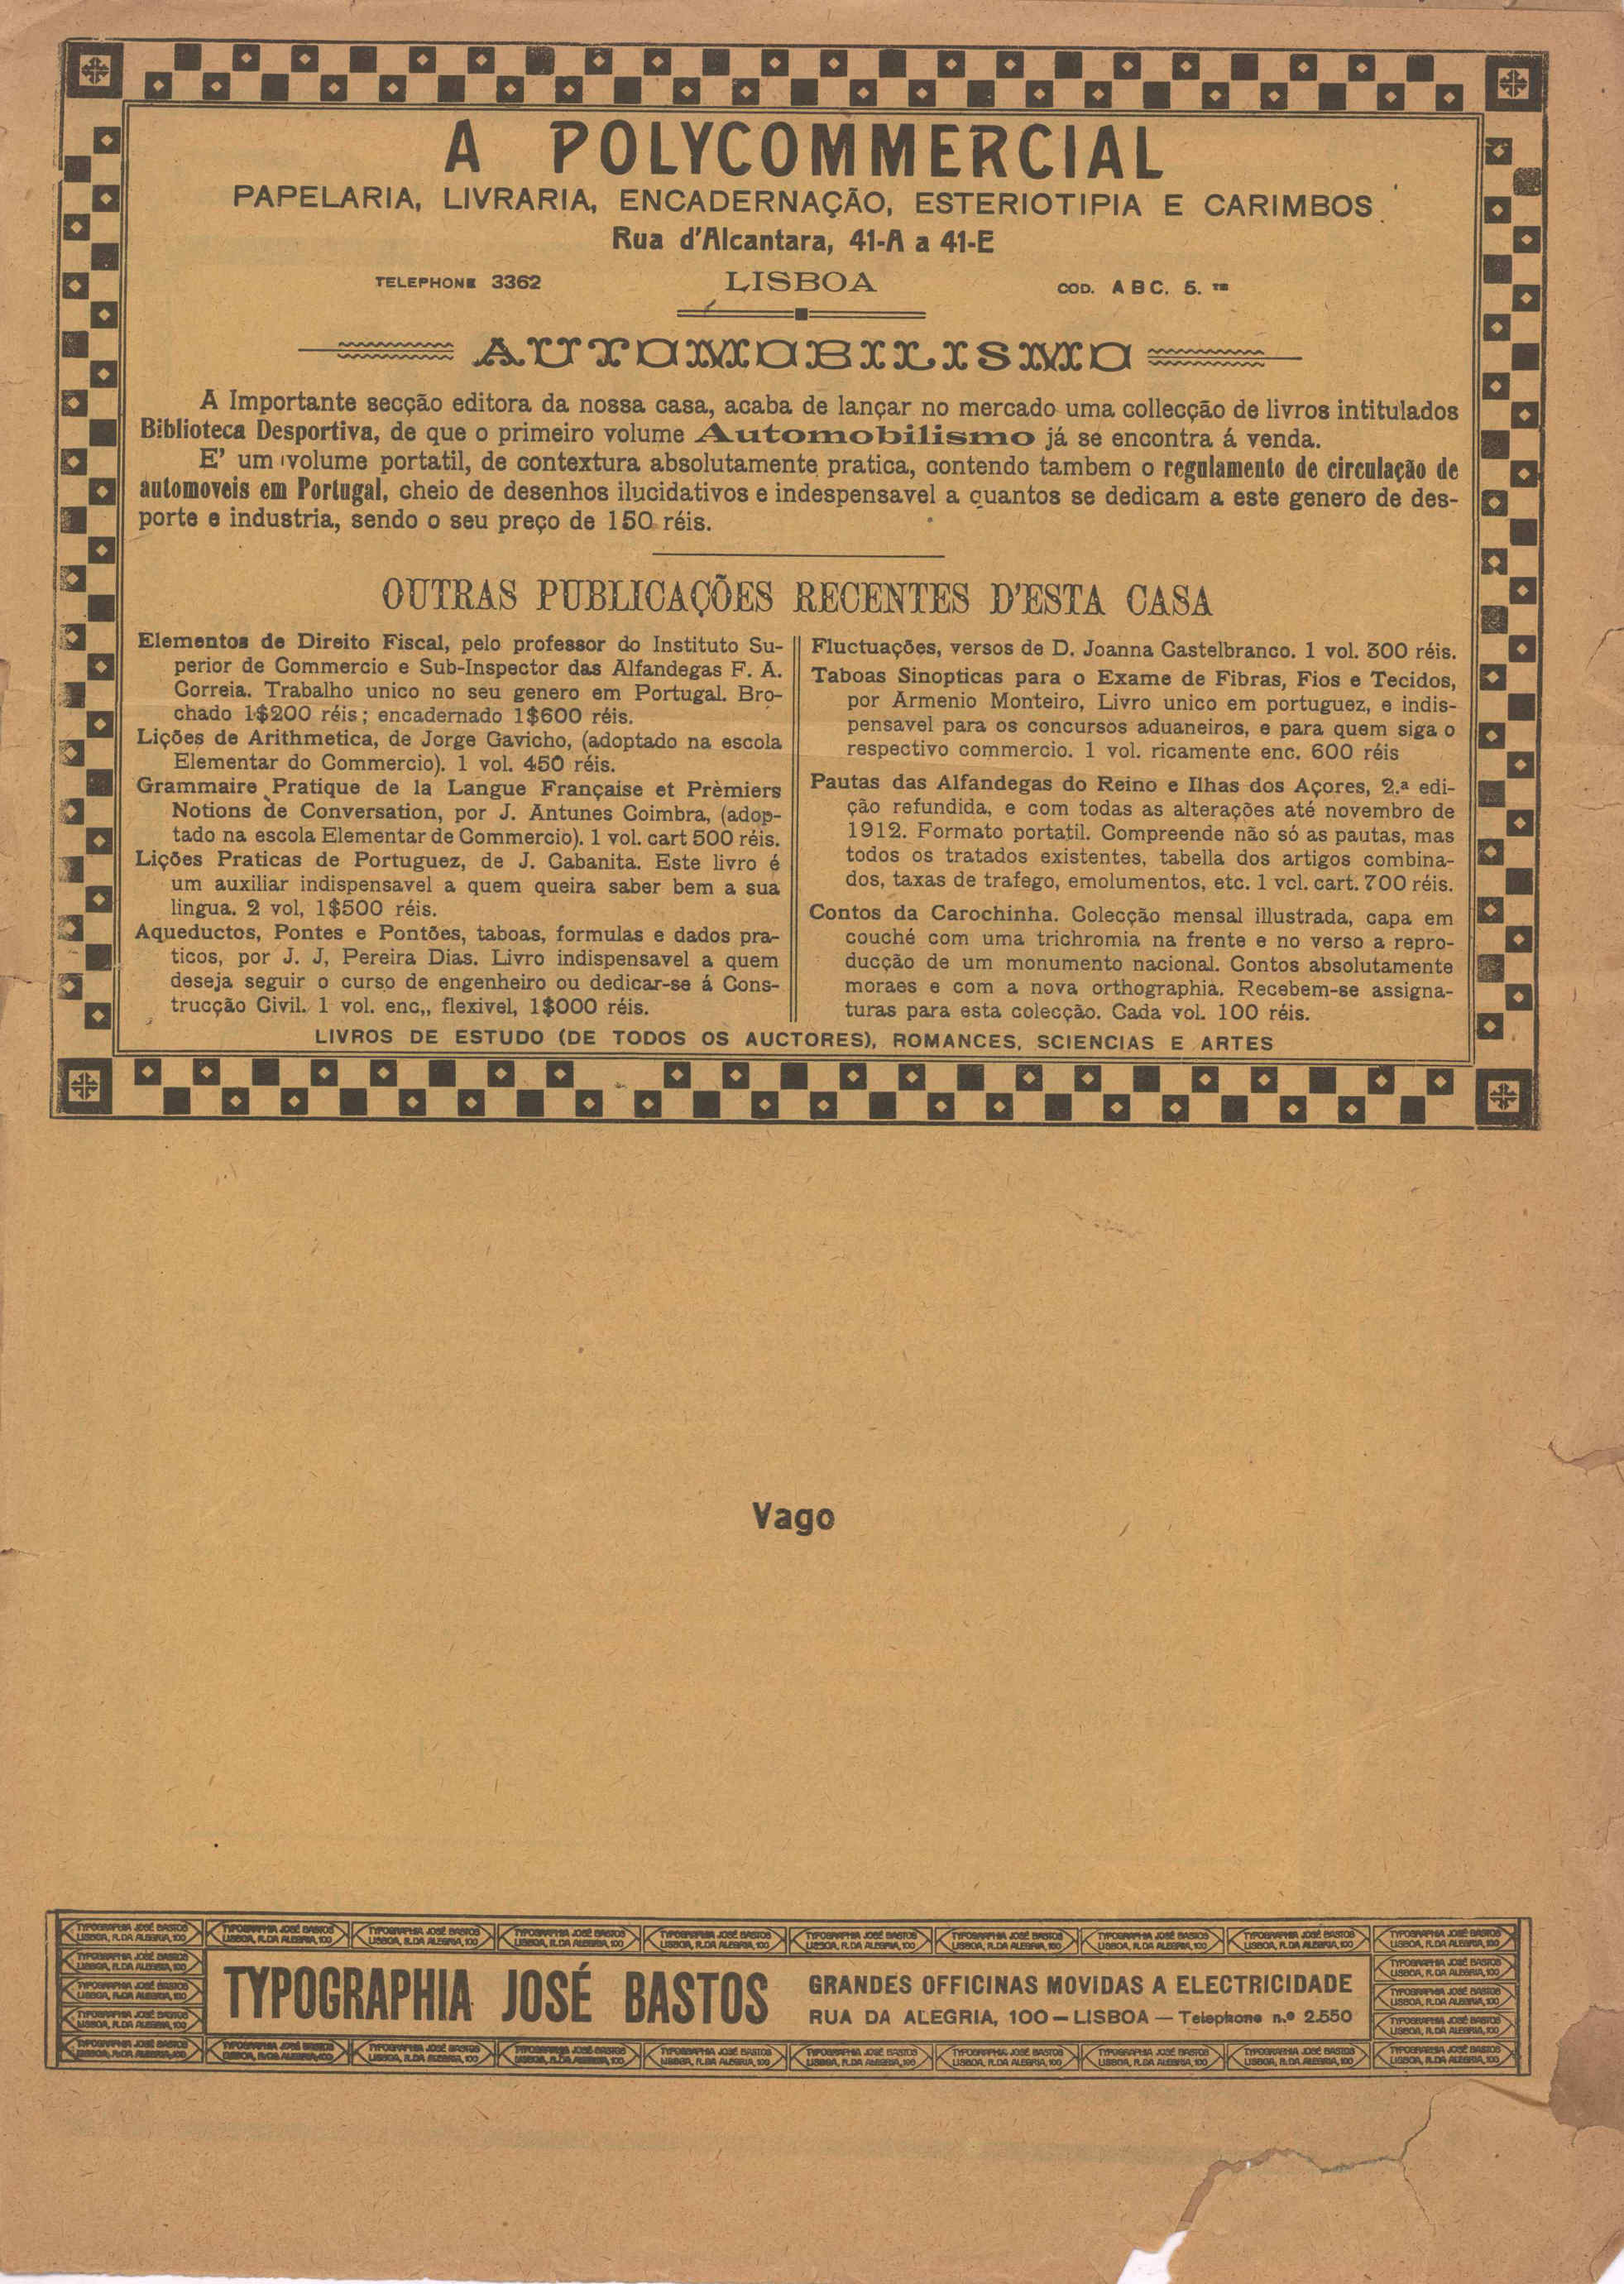 A POLYCOMMERCIAL
PAPELARIA, LIVRARIA, ENCADERNAÇÃO, ESTERIOTIPIA E CARIMBOS
Rua d'Alcantara, 41-A a 41-E
TELEPHONE 3362 LISBOA COD. A B C. 5.
AUTOMOBILISMO
A Importante secção editora da nossa casa, acaba de lançar no mercado uma collecção de livros intitulados
Biblioteca Desportiva, de que o primeiro volume Automobilismo já se encontra á venda.
E' um volume portatil, de contextura absolutamente pratica, contendo tambem o regulamento de circulação de
automoveis em Portugal, cheio de desenhos ilucidativos e indespensavel a quantos se dedicam a este genero de des-
porte e industria, sendo o seu preço de 150 réis.
OUTRAS PUBLICAÇÕES RECENTES D'ESTA CASA
Elementos de Direito Fiscal, pelo professor do Instituto Su-
perior de Commercio e Sub-Inspector das Alfandegas F. A.
Correia. Trabalho unico no seu genero em Portugal. Bro-
chado 1$200 réis; encadernado 1$600 réis.
Lições de Arithmetica, de Jorge Gavicho, (adoptado na escola
Elementar do Commercio). 1 vol. 450 réis.
Grammaire Pratique de la Langue Française et Prèmiers
Notions de Conversation, por J. Antunes Coimbra, (adop-
tado na escola Elementar de Commercio). 1 vol. cart 500 réis.
Lições Praticas de Portuguez, de J. Cabanita. Este livro é
um auxiliar indispensavel a quem queira saber bem a sua
lingua. 2 vol, 1$500 réis.
Aqueductos, Pontes e Pontões, taboas, formulas e dados pra-
ticos, por J. J, Pereira Dias. Livro indispensavel a quem
deseja seguir o curso de engenheiro ou dedicar-se á Cons-
trucção Civil. 1 vol. enc,, flexivel, 1$000 réis.
Fluctuações, versos de D. Joanna Castelbranco. 1 vol. 300 réis.
Taboas Sinopticas para o Exame de Fibras, Fios e Tecidos,
por Armenio Monteiro, Livro unico em portuguez, e indis-
pensavel para os concursos aduaneiros, e para quem siga o
respectivo commercio. 1 vol. ricamente enc. 600 réis
Pautas das Alfandegas do Reino e Ilhas dos Açores, 2.ª edi-
ção refundida, e com todas as alterações até novembro de
1912. Formato portatil. Compreende não só as pautas, mas
todos os tratados existentes, tabella dos artigos combina-
dos, taxas de trafego, emolumentos, etc. 1 vol. cart. 700 réis.
Contos da Carochinha. Colecção mensal illustrada, capa em
couché com uma trichromia na frente e no verso a repro-
ducção de um monumento nacional. Contos absolutamente
moraes e com a nova orthographia. Recebem-se assigna-
turas para esta colecção. Cada vol. 100 réis.
LIVROS DE ESTUDO (DE TODOS OS AUCTORES), ROMANCES, SCIENCIAS E ARTES
Vago
TYPOGRAPHIA JOSÉ BASTOS
GRANDES OFFICINAS MOVIDAS A ELECTRICIDADE
RUA DA ALEGRIA, 100 — LISBOA — Telephone n.º 2.550